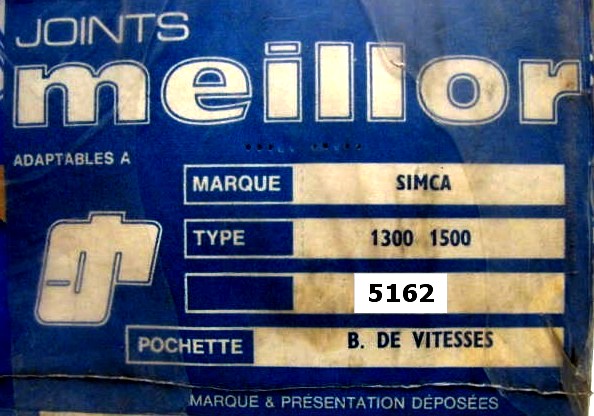 JOINTS
meillor
ADAPTABLES A
MARQUE SIMCA
TYPE 1300 1500
5162
POCHETTE B. DE VITESSES
MARQUE & PRÉSENTATION DÉPOSÉES